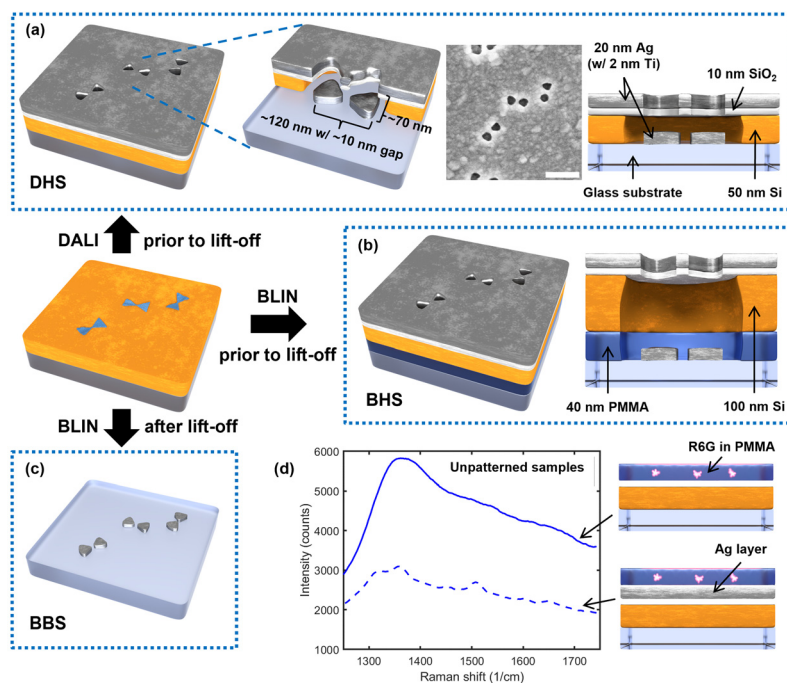 (a)
20 nm Ag
(w/ 2 nm Ti)
10 nm SiO₂
~70 nm
~120 nm w/ ~10 nm gap
DHS
Glass substrate
50 nm Si
DALI
prior to lift-off
(b)
BLIN
prior to lift-off
BHS
40 nm PMMA
100 nm Si
BLIN
after lift-off
(c)
BBS
(d)
Unpatterned samples
R6G in PMMA
Ag layer
Intensity (counts)
6000
5000
4000
3000
2000
1000
1300
1400
1500
1600
1700
Raman shift (1/cm)